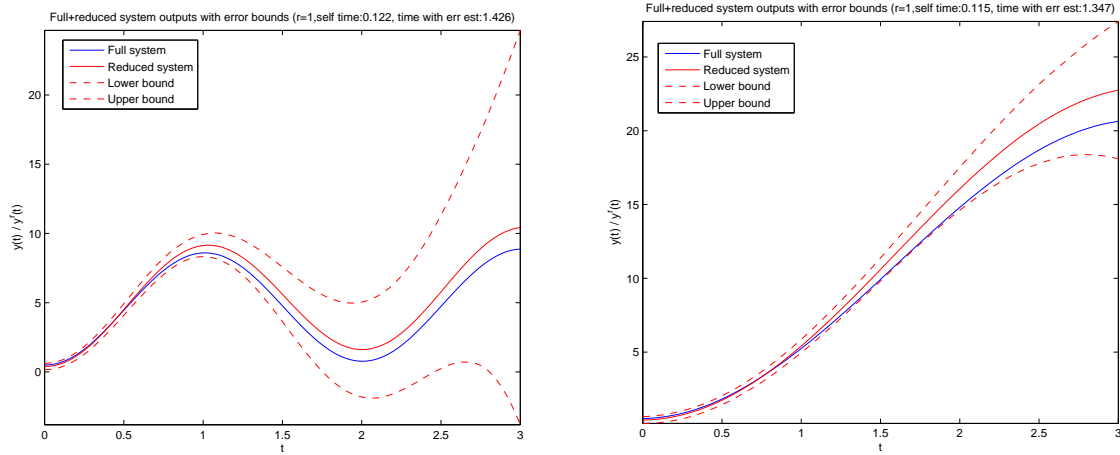 Full+reduced system outputs with error bounds (r=1,self time:0.122, time with err est:1.426)
Full system
Reduced system
Lower bound
Upper bound
20
15
10
5
0
y(t) / y^r(t)
0 0.5 1 1.5 2 2.5 3
t
Full+reduced system outputs with error bounds (r=1,self time:0.115, time with err est:1.347)
Full system
Reduced system
Lower bound
Upper bound
25
20
15
10
5
y(t) / y^r(t)
0 0.5 1 1.5 2 2.5 3
t